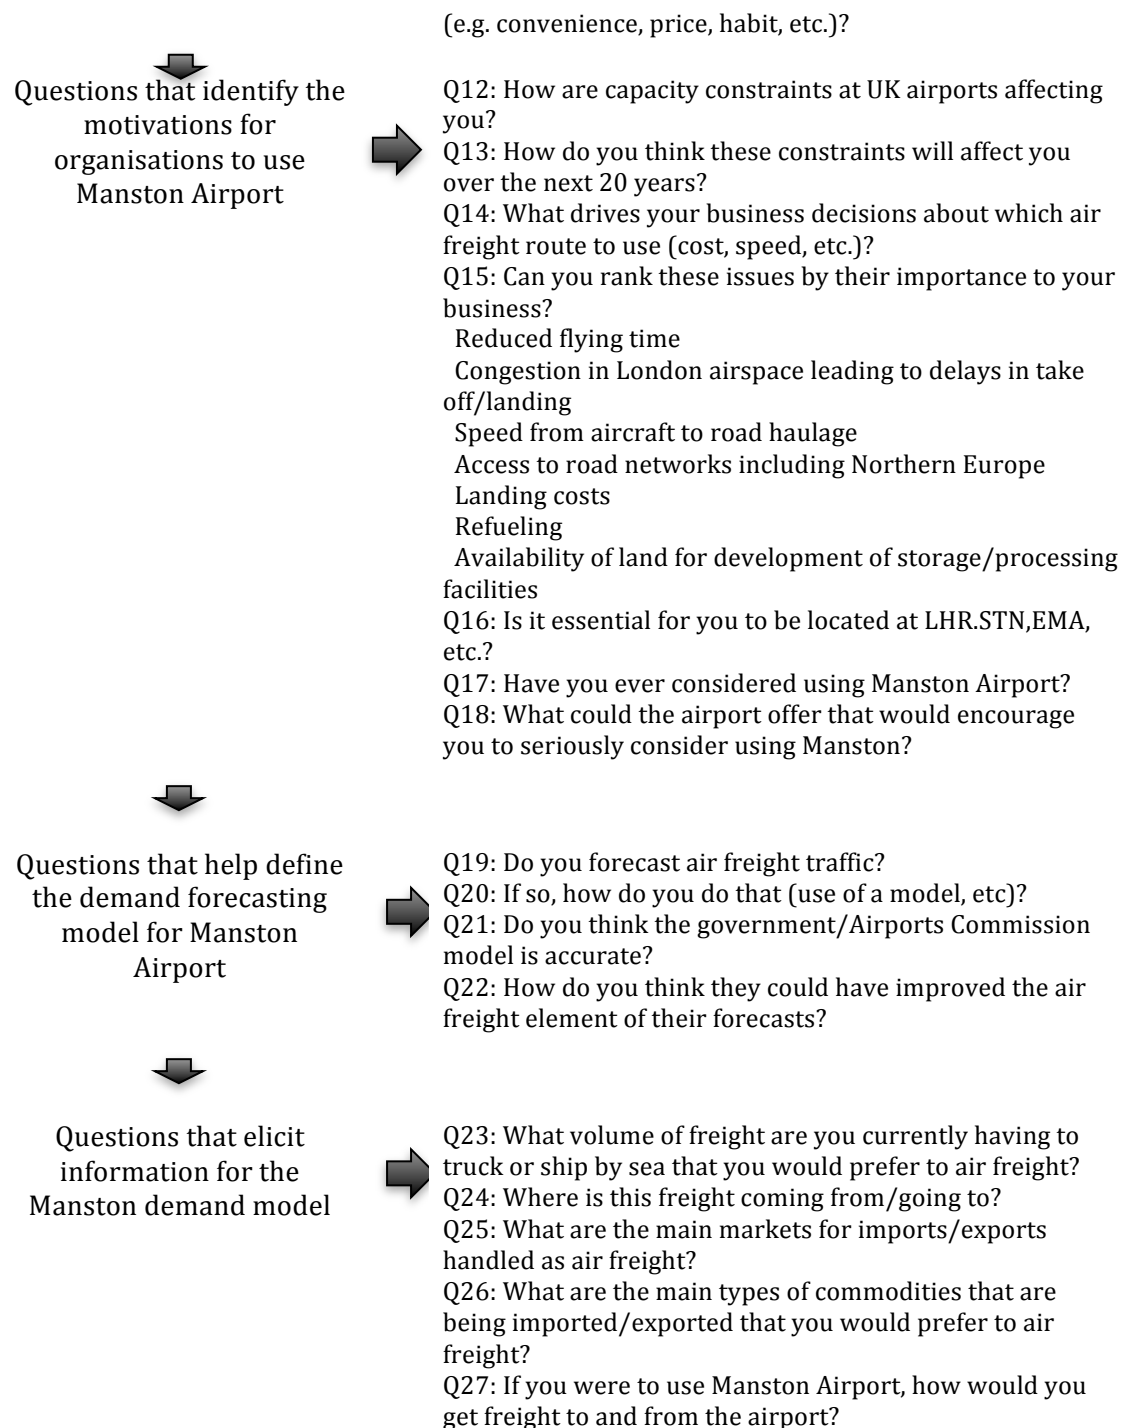 (e.g. convenience, price, habit, etc.)?
Questions that identify the
motivations for
organisations to use
Manston Airport
Q12: How are capacity constraints at UK airports affecting
you?
Q13: How do you think these constraints will affect you
over the next 20 years?
Q14: What drives your business decisions about which air
freight route to use (cost, speed, etc.)?
Q15: Can you rank these issues by their importance to your
business?
Reduced flying time
Congestion in London airspace leading to delays in take
off/landing
Speed from aircraft to road haulage
Access to road networks including Northern Europe
Landing costs
Refueling
Availability of land for development of storage/processing
facilities
Q16: Is it essential for you to be located at LHR.STN,EMA,
etc.?
Q17: Have you ever considered using Manston Airport?
Q18: What could the airport offer that would encourage
you to seriously consider using Manston?
Questions that help define
the demand forecasting
model for Manston
Airport
Q19: Do you forecast air freight traffic?
Q20: If so, how do you do that (use of a model, etc)?
Q21: Do you think the government/Airports Commission
model is accurate?
Q22: How do you think they could have improved the air
freight element of their forecasts?
Questions that elicit
information for the
Manston demand model
Q23: What volume of freight are you currently having to
truck or ship by sea that you would prefer to air freight?
Q24: Where is this freight coming from/going to?
Q25: What are the main markets for imports/exports
handled as air freight?
Q26: What are the main types of commodities that are
being imported/exported that you would prefer to air
freight?
Q27: If you were to use Manston Airport, how would you
get freight to and from the airport?